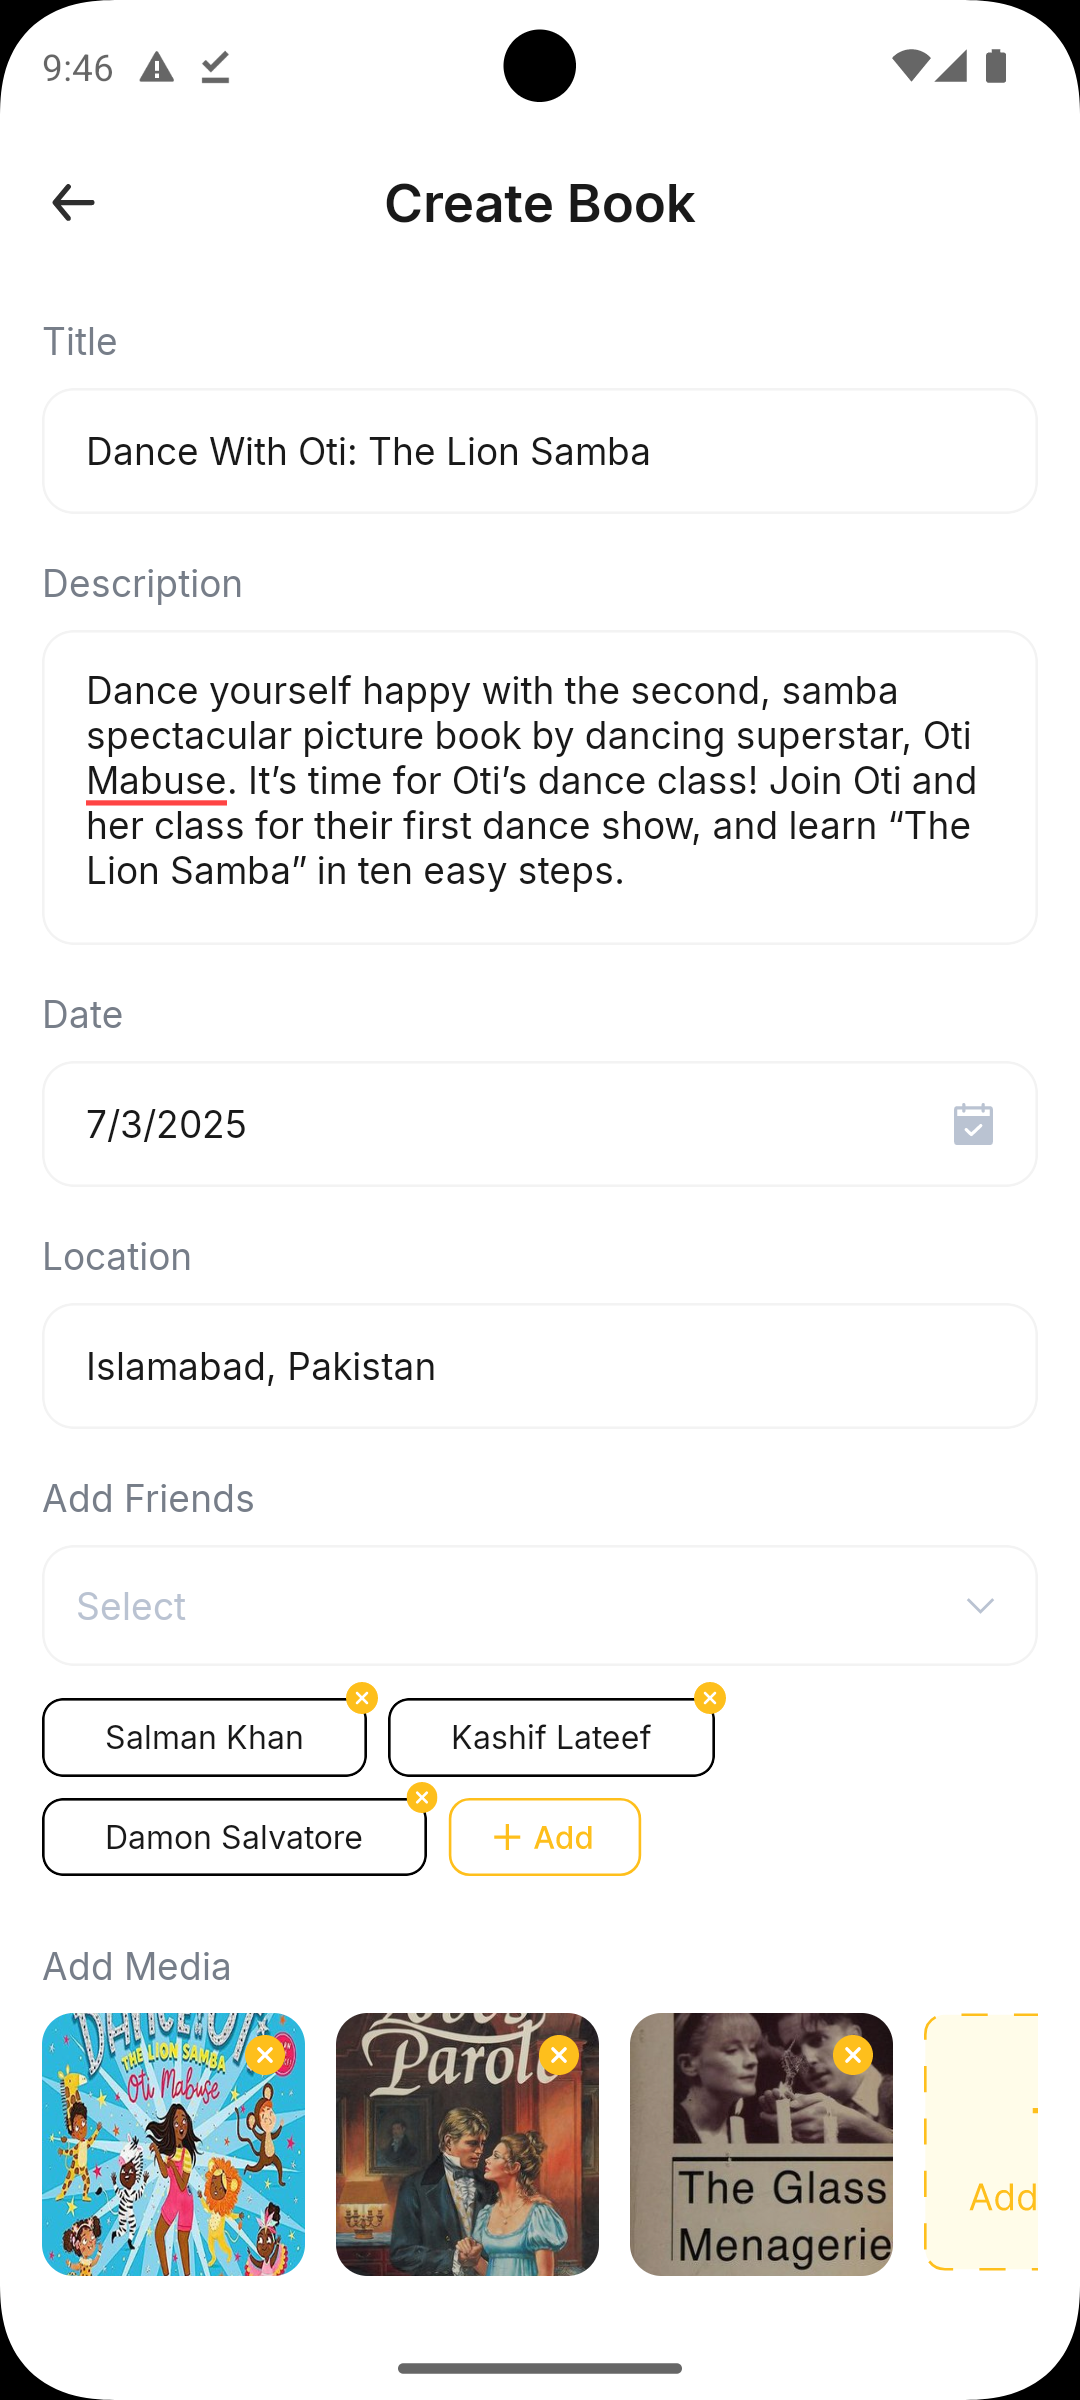 9:46
Create Book
Title
Dance With Oti: The Lion Samba
Description
Dance yourself happy with the second, samba
spectacular picture book by dancing superstar, Oti
Mabuse. It’s time for Oti’s dance class! Join Oti and
her class for their first dance show, and learn “The
Lion Samba” in ten easy steps.
Date
7/3/2025
Location
Islamabad, Pakistan
Add Friends
Select
Salman Khan
Kashif Lateef
Damon Salvatore
Add
Add Media
THE LION SAMBA
Oti Mabuse
The Glass
Menagerie
Add